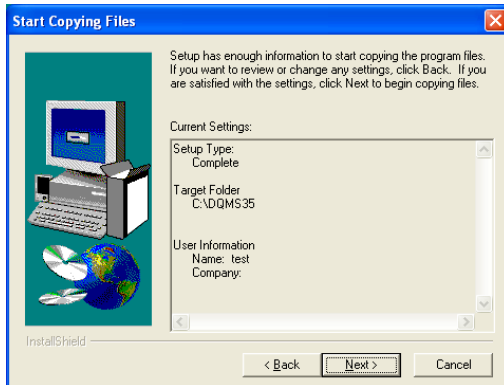 Start Copying Files
Setup has enough information to start copying the program files.
If you want to review or change any settings, click Back. If you
are satisfied with the settings, click Next to begin copying files.
Current Settings:
Setup Type:
Complete
Target Folder
C:\DQMS35
User Information
Name: test
Company:
InstallShield
< Back
Next >
Cancel